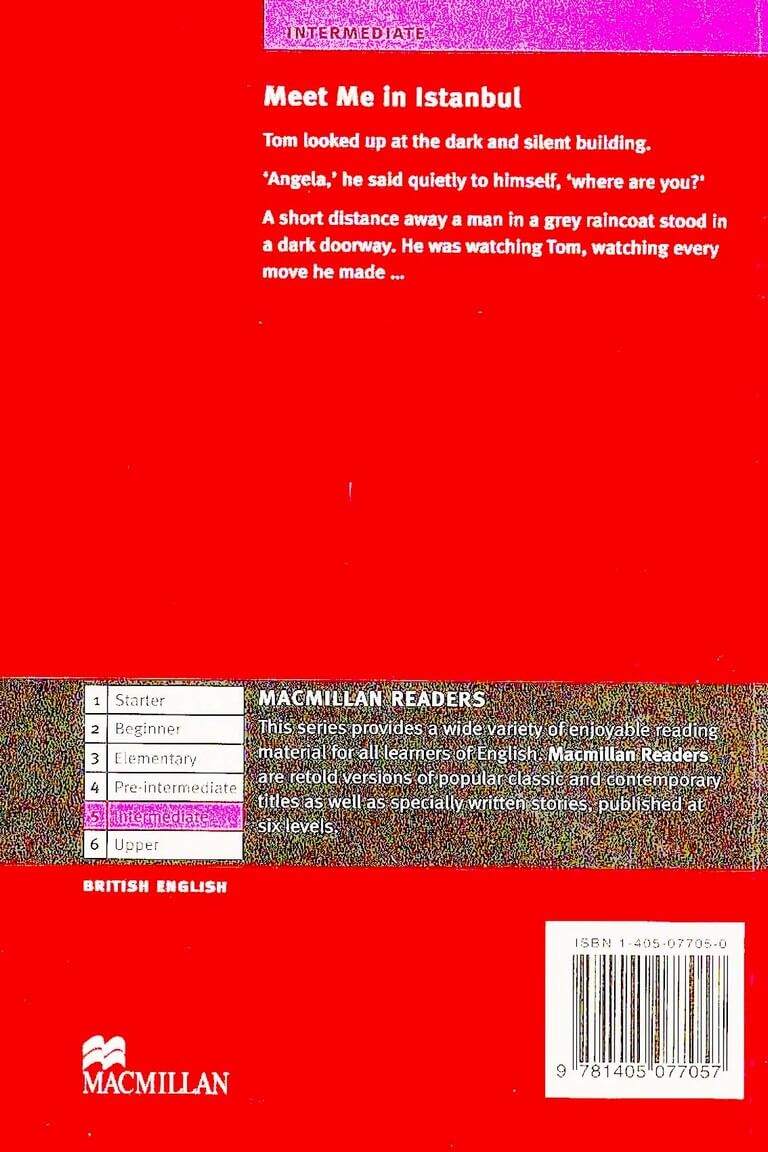 INTERMEDIATE
Meet Me in Istanbul
Tom looked up at the dark and silent building.
‘Angela,’ he said quietly to himself, ‘where are you?’
A short distance away a man in a grey raincoat stood in
a dark doorway. He was watching Tom, watching every
move he made ...
1 Starter
2 Beginner
3 Elementary
4 Pre-intermediate
5 Intermediate
6 Upper
MACMILLAN READERS
This series provides a wide variety of enjoyable reading
material for all learners of English. Macmillan Readers
are retold versions of popular classic and contemporary
titles as well as specially written stories, published at
six levels.
BRITISH ENGLISH
ISBN 1-405-07705-0
9 781405 077057
MACMILLAN